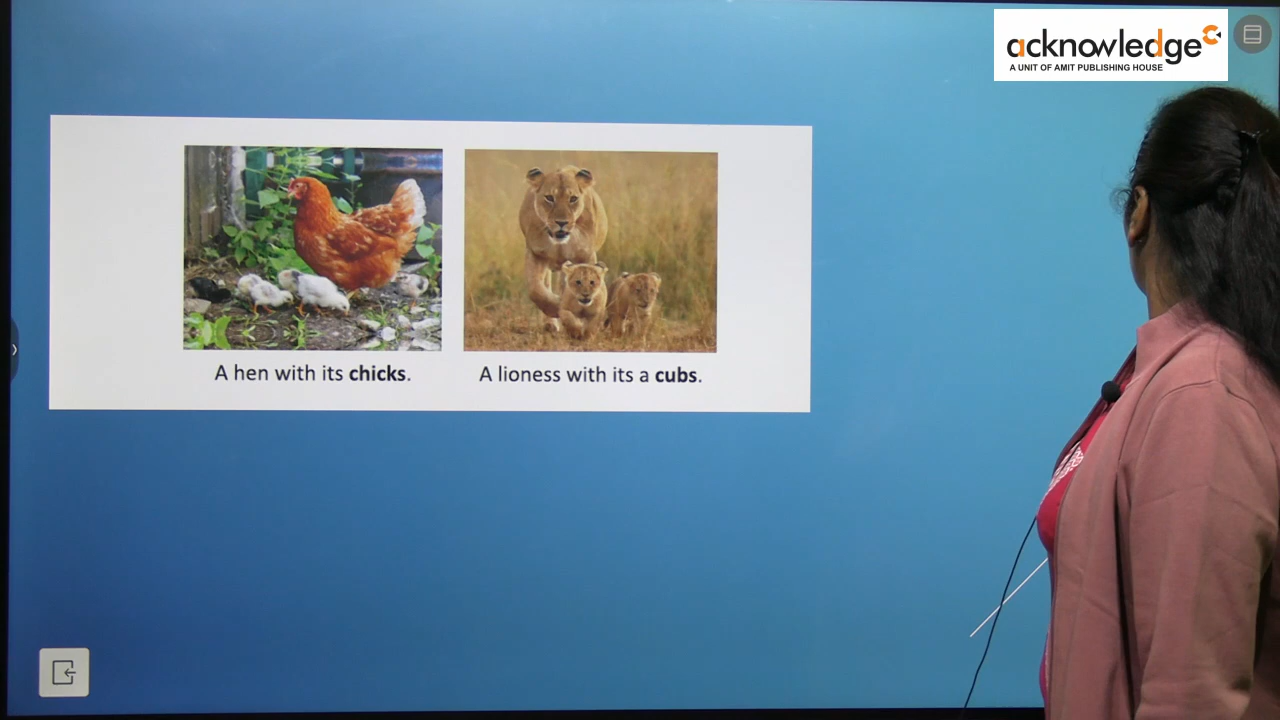 acknowledge
A UNIT OF AMIT PUBLISHING HOUSE
A hen with its chicks.
A lioness with its a cubs.